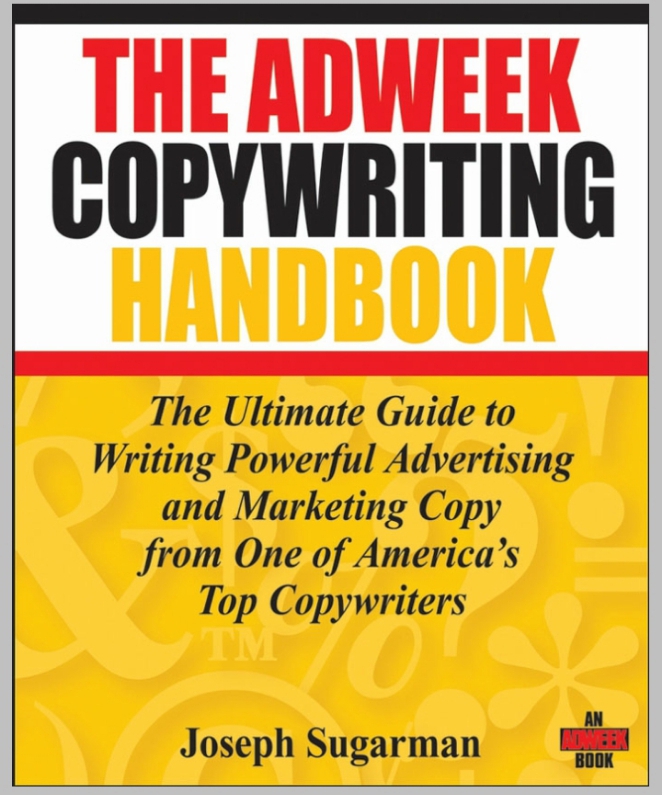 THE ADWEEK
COPYWRITING
HANDBOOK
The Ultimate Guide to
Writing Powerful Advertising
and Marketing Copy
from One of America's
Top Copywriters
TM
Joseph Sugarman
AN
ADWEEK
BOOK